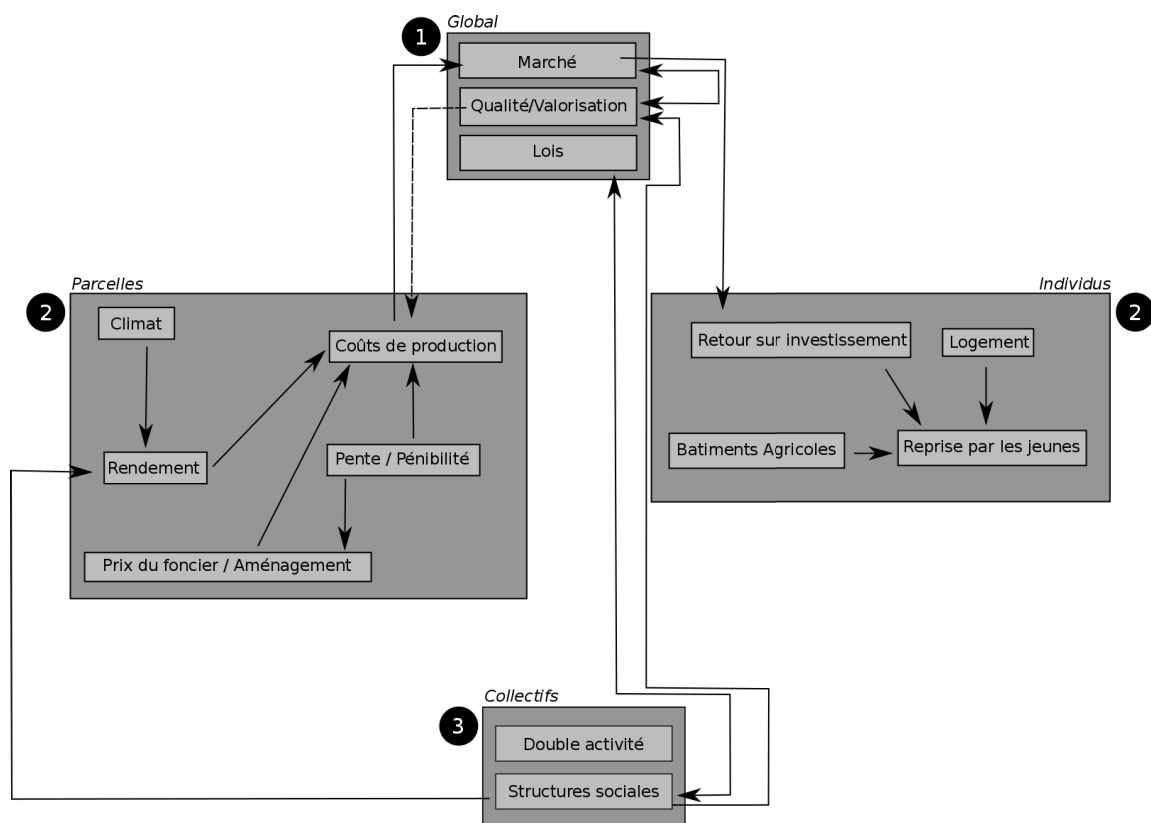 Global
1
Marché
Qualité/Valorisation
Lois
Parcelles
2
Climat
Coûts de production
Rendement
Pente / Pénibilité
Prix du foncier / Aménagement
Individus
2
Retour sur investissement
Logement
Batiments Agricoles
Reprise par les jeunes
Collectifs
3
Double activité
Structures sociales